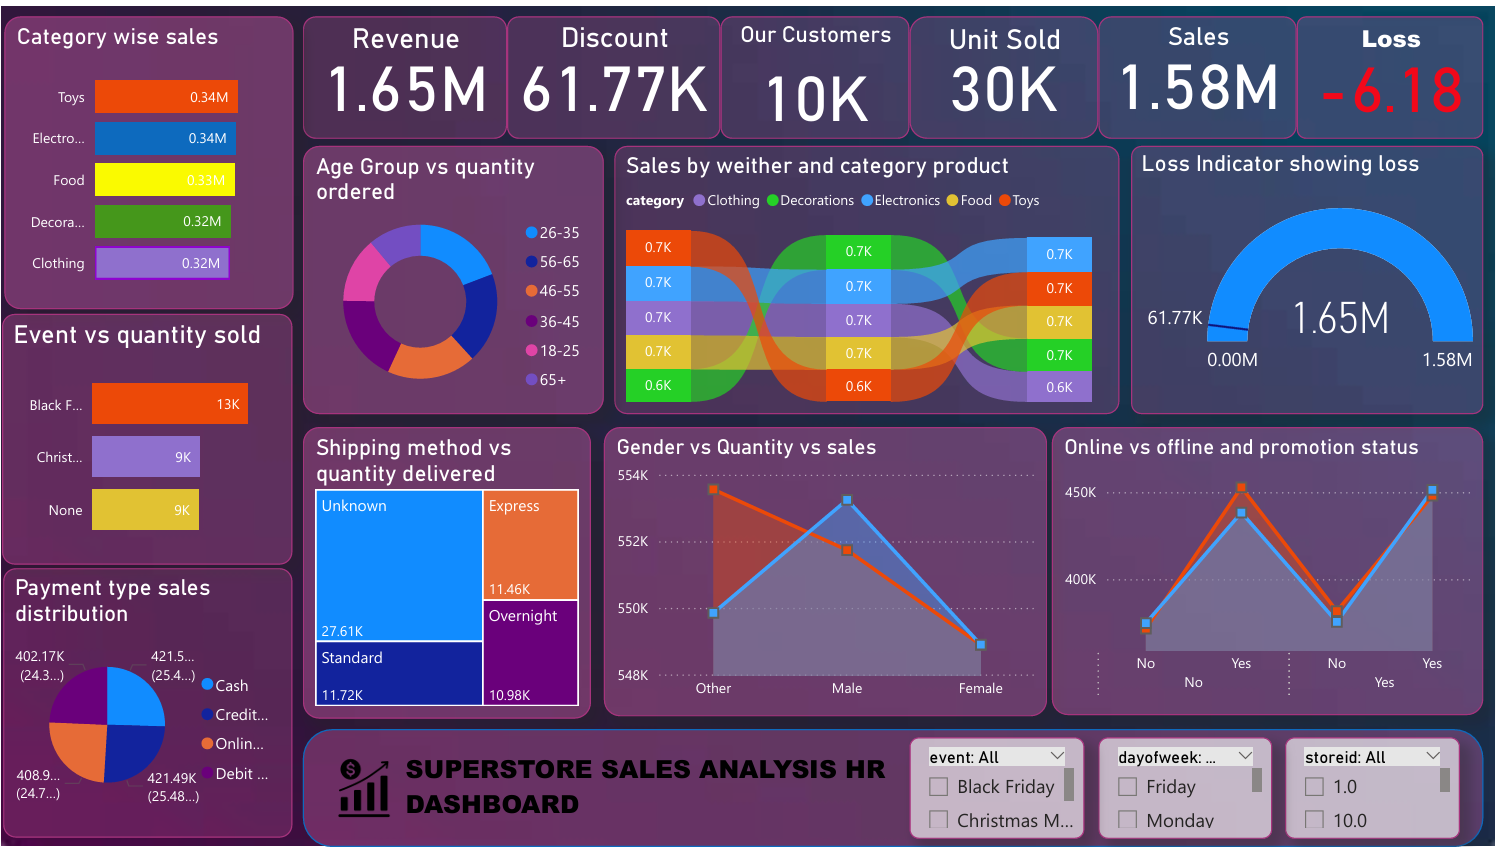 Category wise sales
Toys
0.34M
Electro...
0.34M
Food
0.33M
Decora...
0.32M
Clothing
0.32M
Revenue
1.65M
Discount
61.77K
Our Customers
10K
Unit Sold
30K
Sales
1.58M
Loss
-6.18
Age Group vs quantity
ordered
26-35
56-65
46-55
36-45
18-25
65+
Sales by weither and category product
category Clothing Decorations Electronics Food Toys
0.7K
0.7K
0.7K
0.7K
0.6K
0.7K
0.7K
0.7K
0.7K
0.6K
0.7K
0.7K
0.7K
0.7K
0.6K
Loss Indicator showing loss
61.77K
1.65M
0.00M
1.58M
Event vs quantity sold
Black F...
13K
Christ...
9K
None
9K
Shipping method vs
quantity delivered
Unknown
27.61K
Express
11.46K
Standard
11.72K
Overnight
10.98K
Gender vs Quantity vs sales
554K
552K
550K
548K
Other
Male
Female
Online vs offline and promotion status
450K
400K
No
Yes
No
Yes
No
Yes
Payment type sales
distribution
402.17K
(24.3...)
421.5...
(25.4...)
408.9...
(24.7...)
421.49K
(25.48...)
Cash
Credit...
Onlin...
Debit ...
SUPERSTORE SALES ANALYSIS HR
DASHBOARD
event: All
Black Friday
Christmas M...
dayofweek: ...
Friday
Monday
storeid: All
1.0
10.0